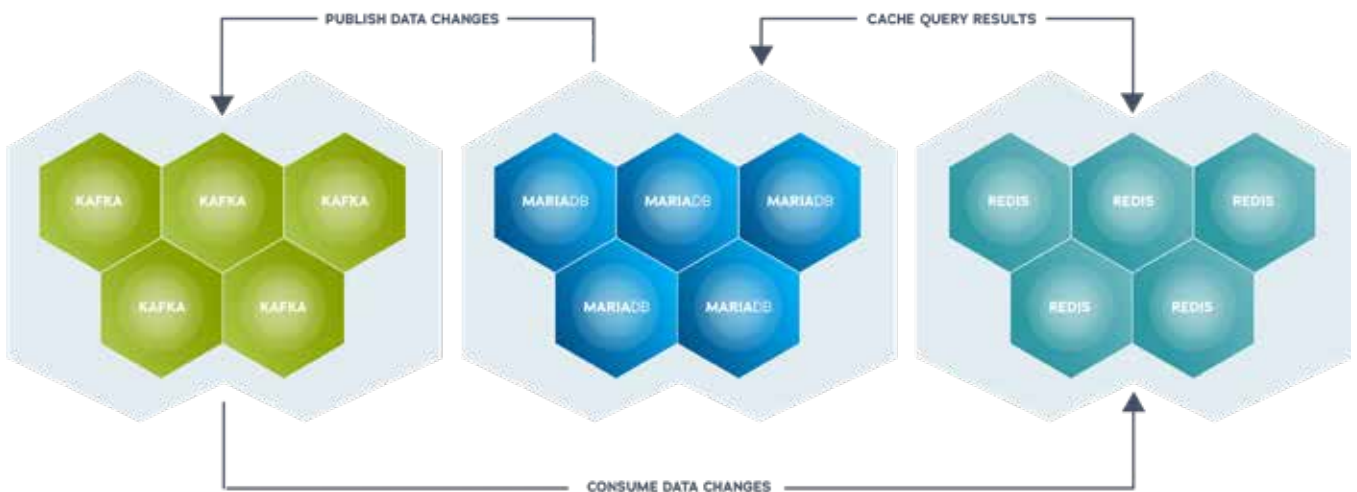 PUBLISH DATA CHANGES
CACHE QUERY RESULTS
KAFKA
KAFKA
KAFKA
KAFKA
KAFKA
MARIADB
MARIADB
MARIADB
MARIADB
MARIADB
REDIS
REDIS
REDIS
REDIS
REDIS
CONSUME DATA CHANGES